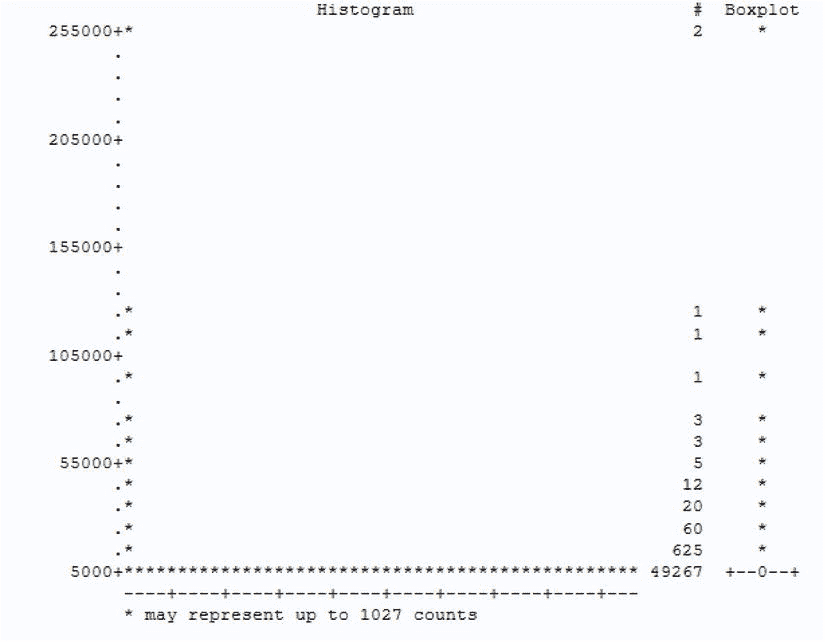 Histogram # Boxplot
255000+* 2 *
.
.
.
.
205000+
.
.
.
.
155000+
.
.
.* 1 *
.* 1 *
105000+
.* 1 *
.
.* 3 *
.* 3 *
55000+* 5 *
.* 12 *
.* 20 *
.* 60 *
.* 625 *
5000+************************************************ 49267 +--0--+
----+----+----+----+----+----+----+----+----+---
* may represent up to 1027 counts